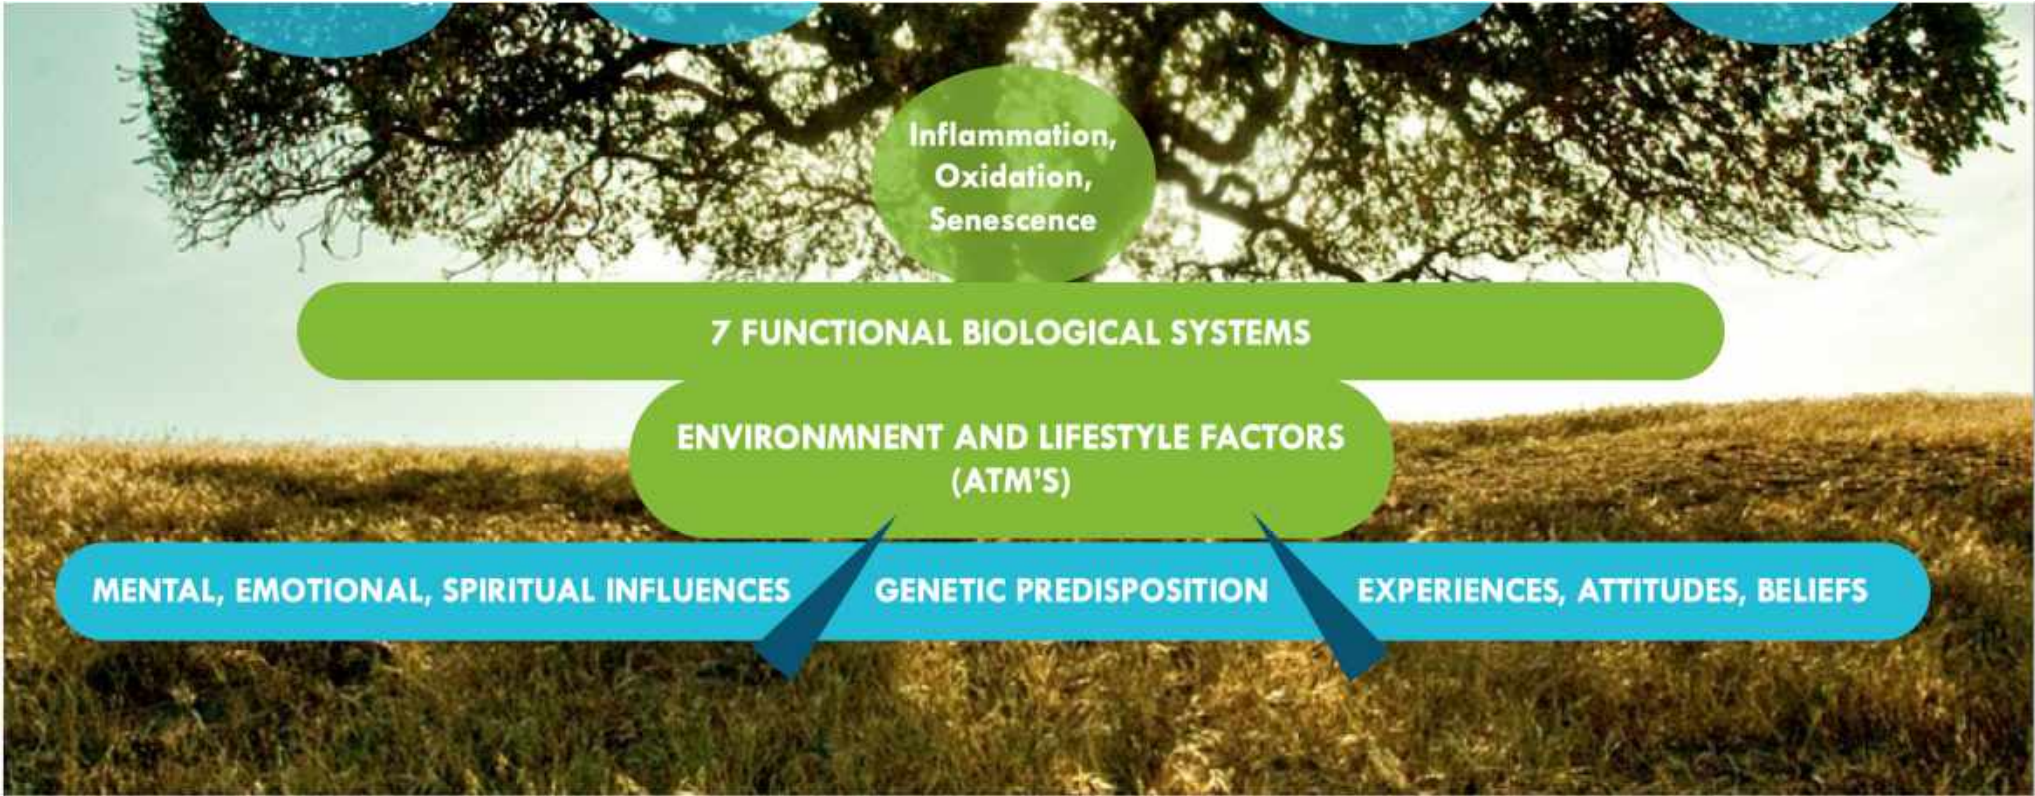 Inflammation,
Oxidation,
Senescence
7 FUNCTIONAL BIOLOGICAL SYSTEMS
ENVIRONMNENT AND LIFESTYLE FACTORS
(ATM'S)
MENTAL, EMOTIONAL, SPIRITUAL INFLUENCES GENETIC PREDISPOSITION EXPERIENCES, ATTITUDES, BELIEFS